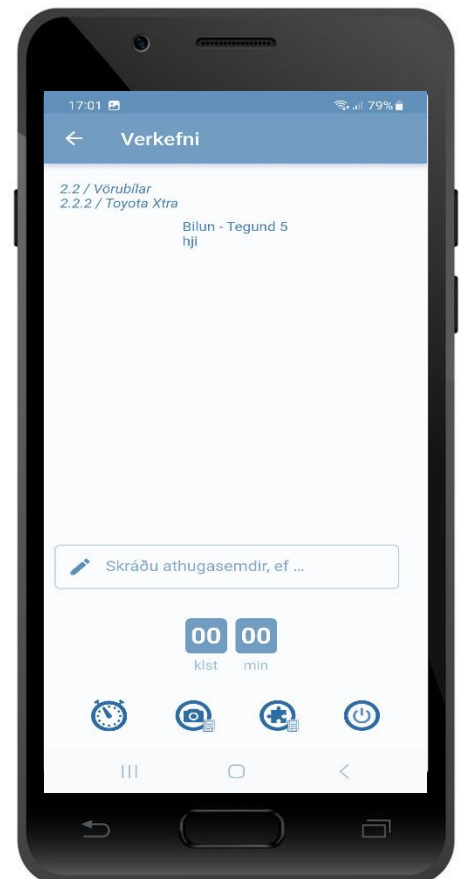 17:01 79%
Verkefni
2.2 / Vörubílar
2.2.2 / Toyota Xtra
Bilun - Tegund 5
hji
Skráðu athugasemdir, ef ...
00 00
klst min